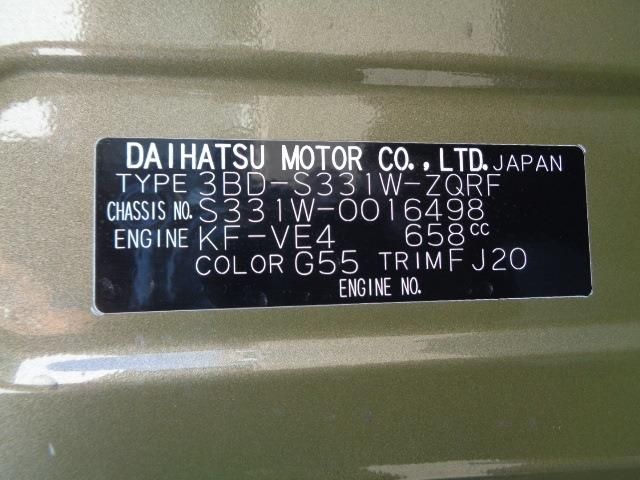 DAIHATSU MOTOR CO.,LTD. JAPAN
TYPE 3BD-S331W-ZQRF
CHASSIS NO. S331W-0016498
ENGINE KF-VE4 658cc
COLOR G55 TRIM FJ20
ENGINE NO.